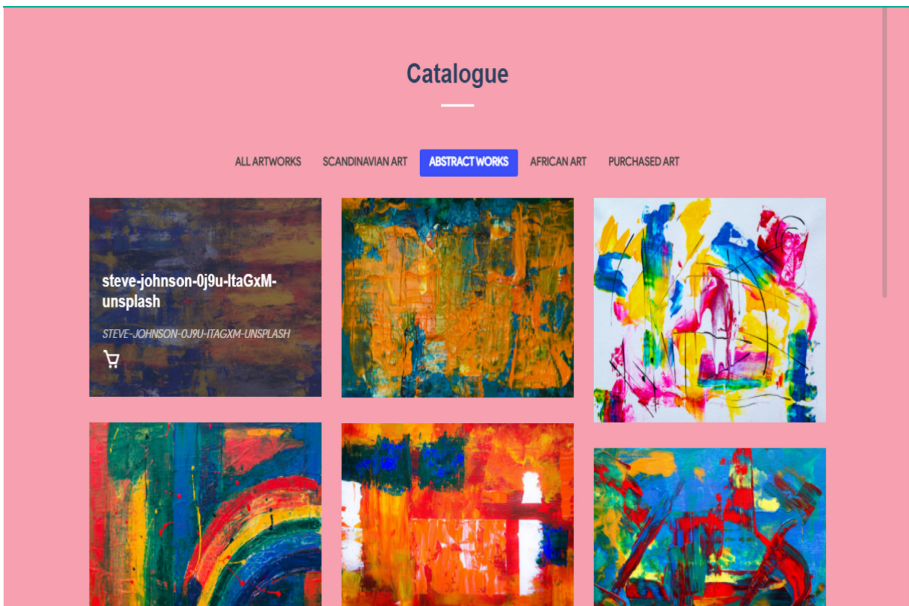 Catalogue
ALL ARTWORKS SCANDINAVIAN ART ABSTRACT WORKS AFRICAN ART PURCHASED ART
steve-johnson-0j9u-ItaGxM-
unsplash
STEVE-JOHNSON-0J9U-ITAGXM-UNSPLASH